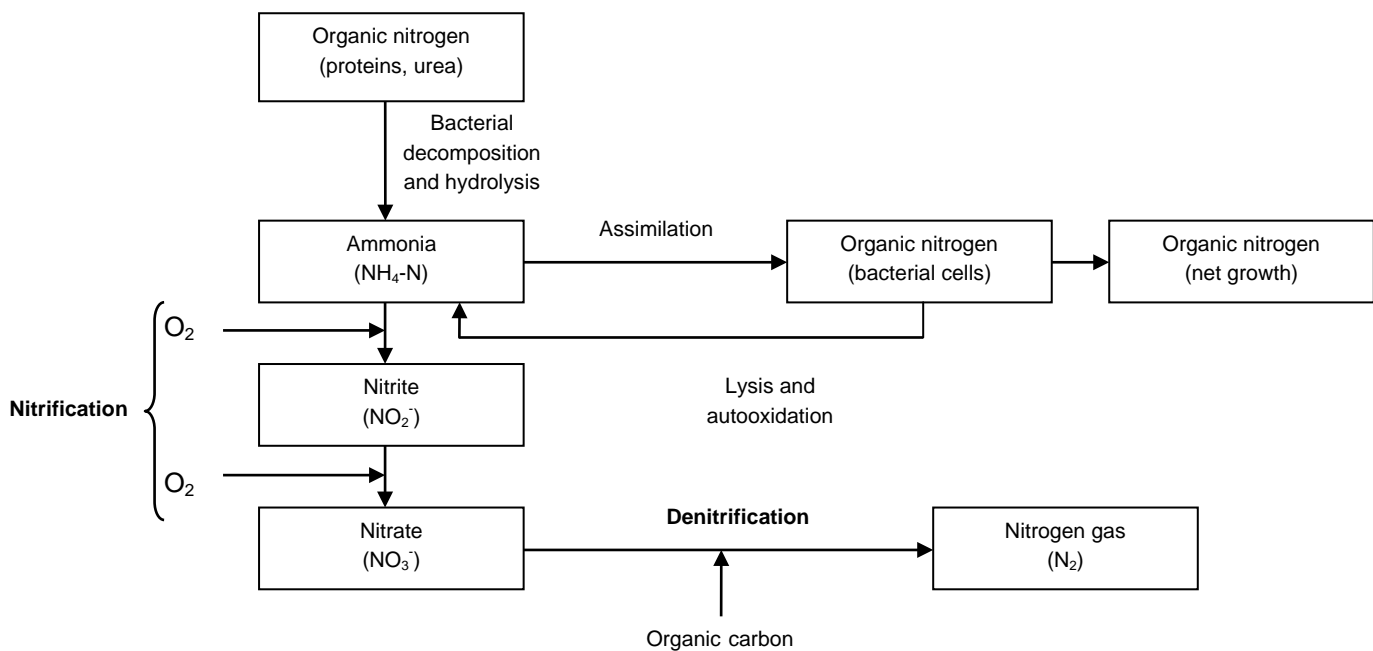 Organic nitrogen
(proteins, urea)
Bacterial
decomposition
and hydrolysis
Ammonia
(NH₄-N)
Assimilation
Organic nitrogen
(bacterial cells)
Organic nitrogen
(net growth)
O₂
Nitrification
Nitrite
(NO₂⁻)
Lysis and
autooxidation
O₂
Nitrate
(NO₃⁻)
Denitrification
Nitrogen gas
(N₂)
Organic carbon